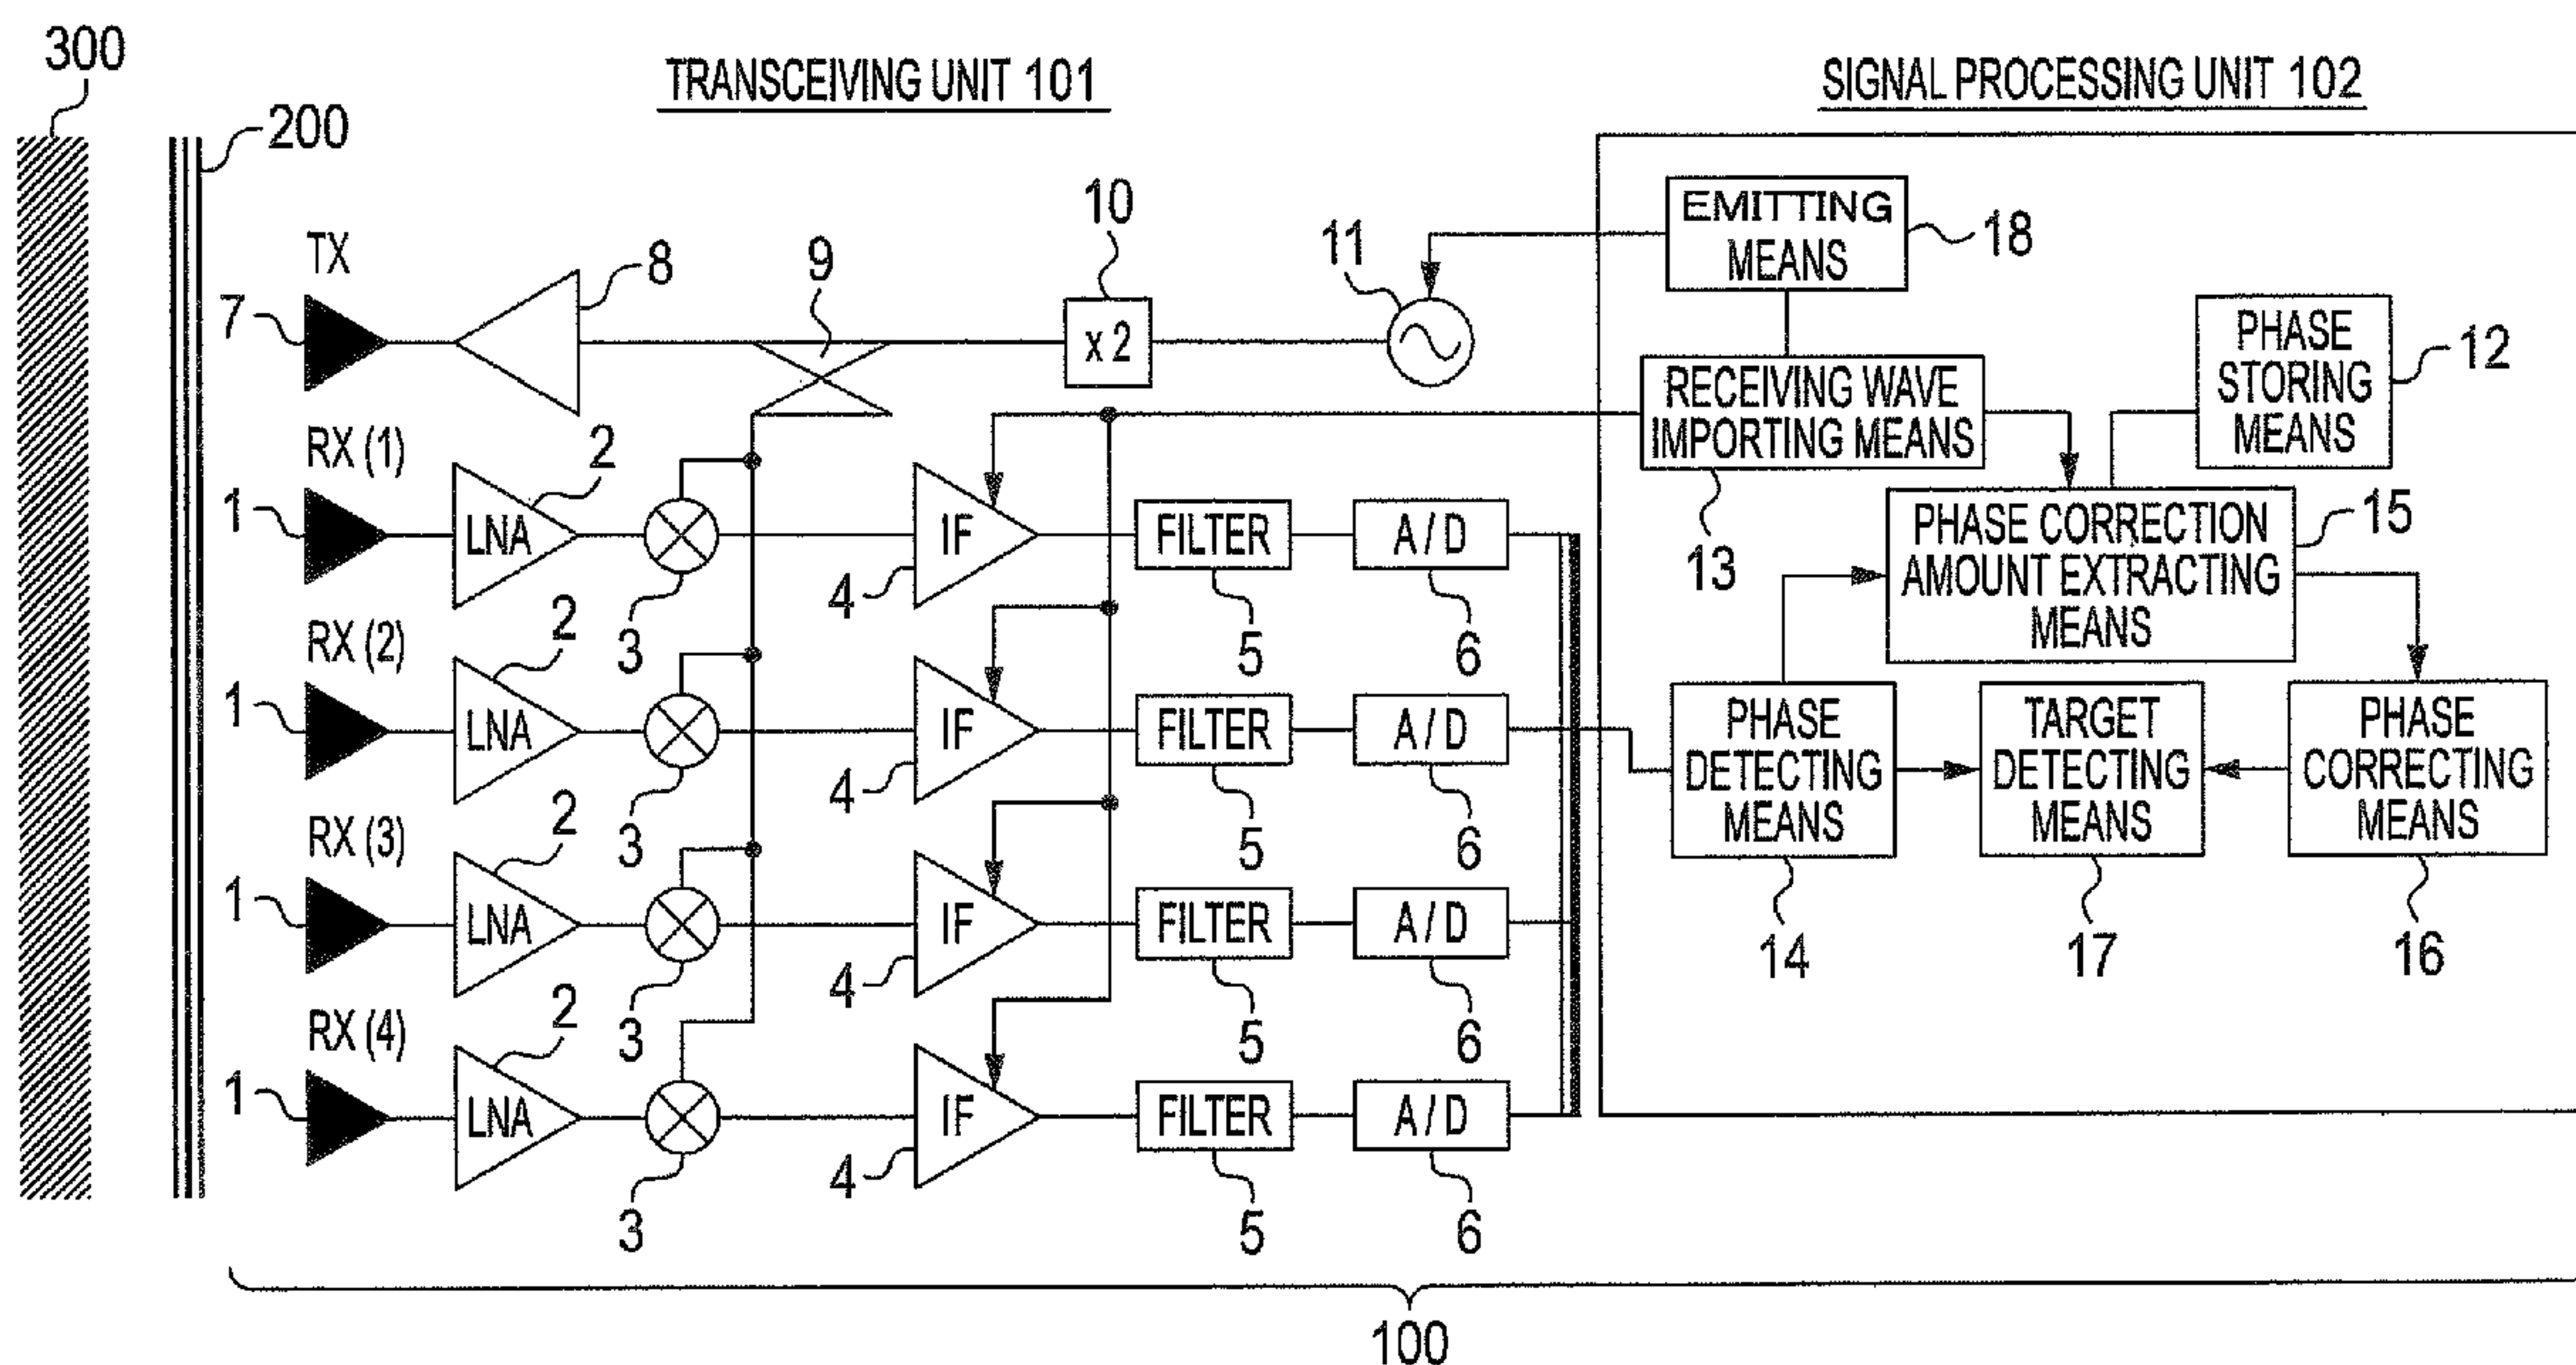 300
TRANSCEIVING UNIT 101
SIGNAL PROCESSING UNIT 102
200
TX
7
8
9
10
x 2
11
EMITTING
MEANS
18
RECEIVING WAVE
IMPORTING MEANS
13
PHASE
STORING
MEANS
12
PHASE CORRECTION
AMOUNT EXTRACTING
MEANS
15
PHASE
DETECTING
MEANS
14
TARGET
DETECTING
MEANS
17
PHASE
CORRECTING
MEANS
16
RX (1)
1
LNA
2
3
IF
4
FILTER
5
A / D
6
RX (2)
1
LNA
2
3
IF
4
FILTER
5
A / D
6
RX (3)
1
LNA
2
3
IF
4
FILTER
5
A / D
6
RX (4)
1
LNA
2
3
IF
4
FILTER
5
A / D
6
100